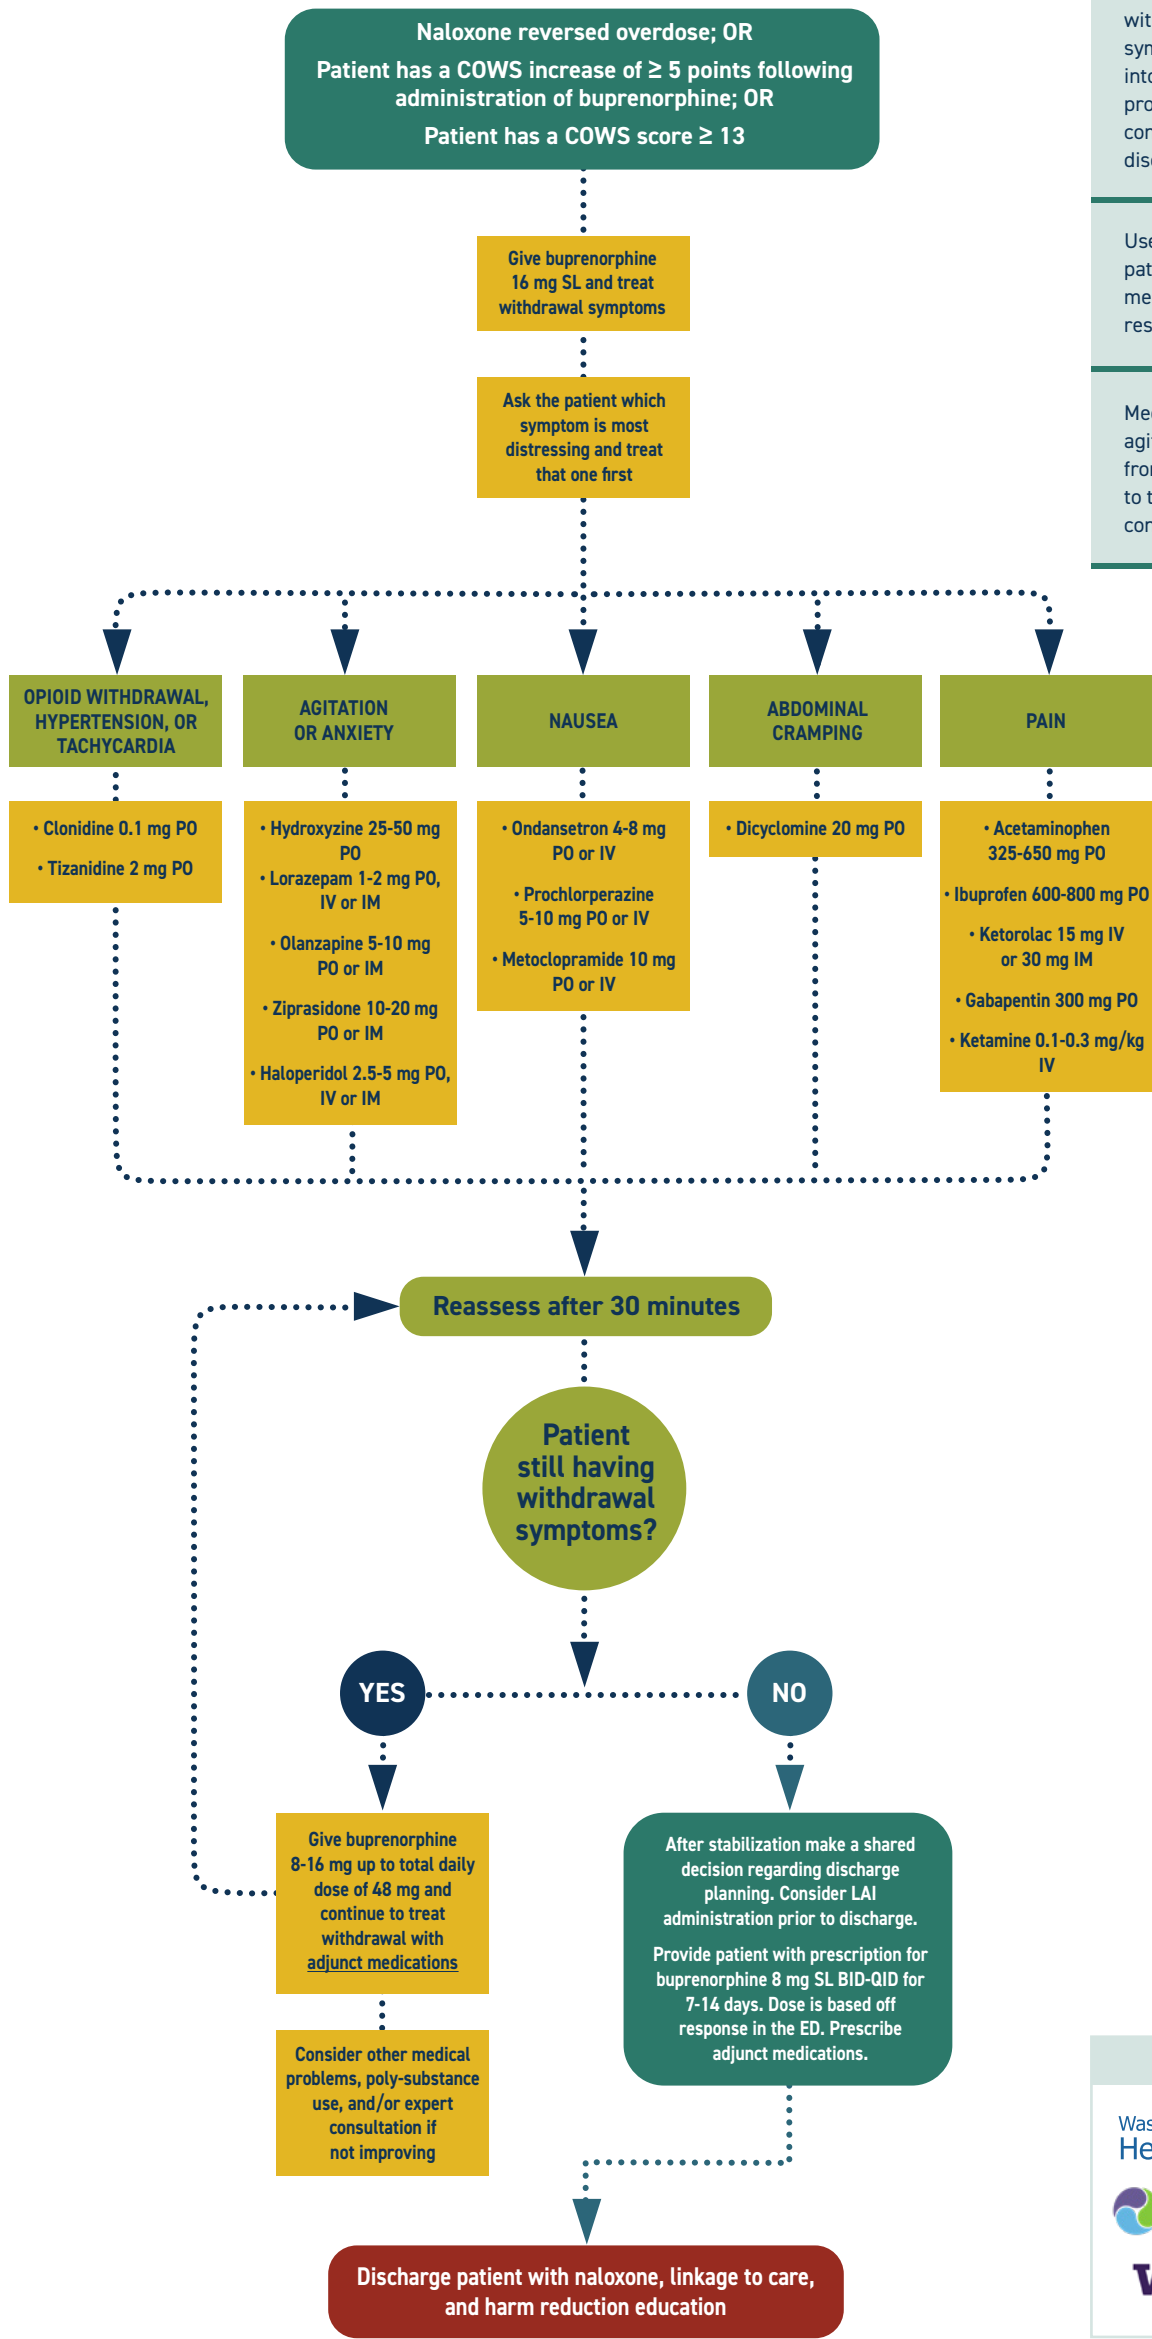 Naloxone reversed overdose; OR
Patient has a COWS increase of ≥ 5 points following
administration of buprenorphine; OR
Patient has a COWS score ≥ 13
Give buprenorphine
16 mg SL and treat
withdrawal symptoms
Ask the patient which
symptom is most
distressing and treat
that one first
OPIOID WITHDRAWAL,
HYPERTENSION, OR
TACHYCARDIA
• Clonidine 0.1 mg PO
• Tizanidine 2 mg PO
AGITATION
OR ANXIETY
• Hydroxyzine 25-50 mg
PO
• Lorazepam 1-2 mg PO,
IV or IM
• Olanzapine 5-10 mg
PO or IM
• Ziprasidone 10-20 mg
PO or IM
• Haloperidol 2.5-5 mg PO,
IV or IM
NAUSEA
• Ondansetron 4-8 mg
PO or IV
• Prochlorperazine
5-10 mg PO or IV
• Metoclopramide 10 mg
PO or IV
ABDOMINAL
CRAMPING
• Dicyclomine 20 mg PO
PAIN
• Acetaminophen
325-650 mg PO
• Ibuprofen 600-800 mg PO
• Ketorolac 15 mg IV
or 30 mg IM
• Gabapentin 300 mg PO
• Ketamine 0.1-0.3 mg/kg
IV
Reassess after 30 minutes
Patient
still having
withdrawal
symptoms?
YES
NO
Give buprenorphine
8-16 mg up to total daily
dose of 48 mg and
continue to treat
withdrawal with
adjunct medications
Consider other medical
problems, poly-substance
use, and/or expert
consultation if
not improving
After stabilization make a shared
decision regarding discharge
planning. Consider LAI
administration prior to discharge.
Provide patient with prescription for
buprenorphine 8 mg SL BID-QID for
7-14 days. Dose is based off
response in the ED. Prescribe
adjunct medications.
Discharge patient with naloxone, linkage to care,
and harm reduction education
to t